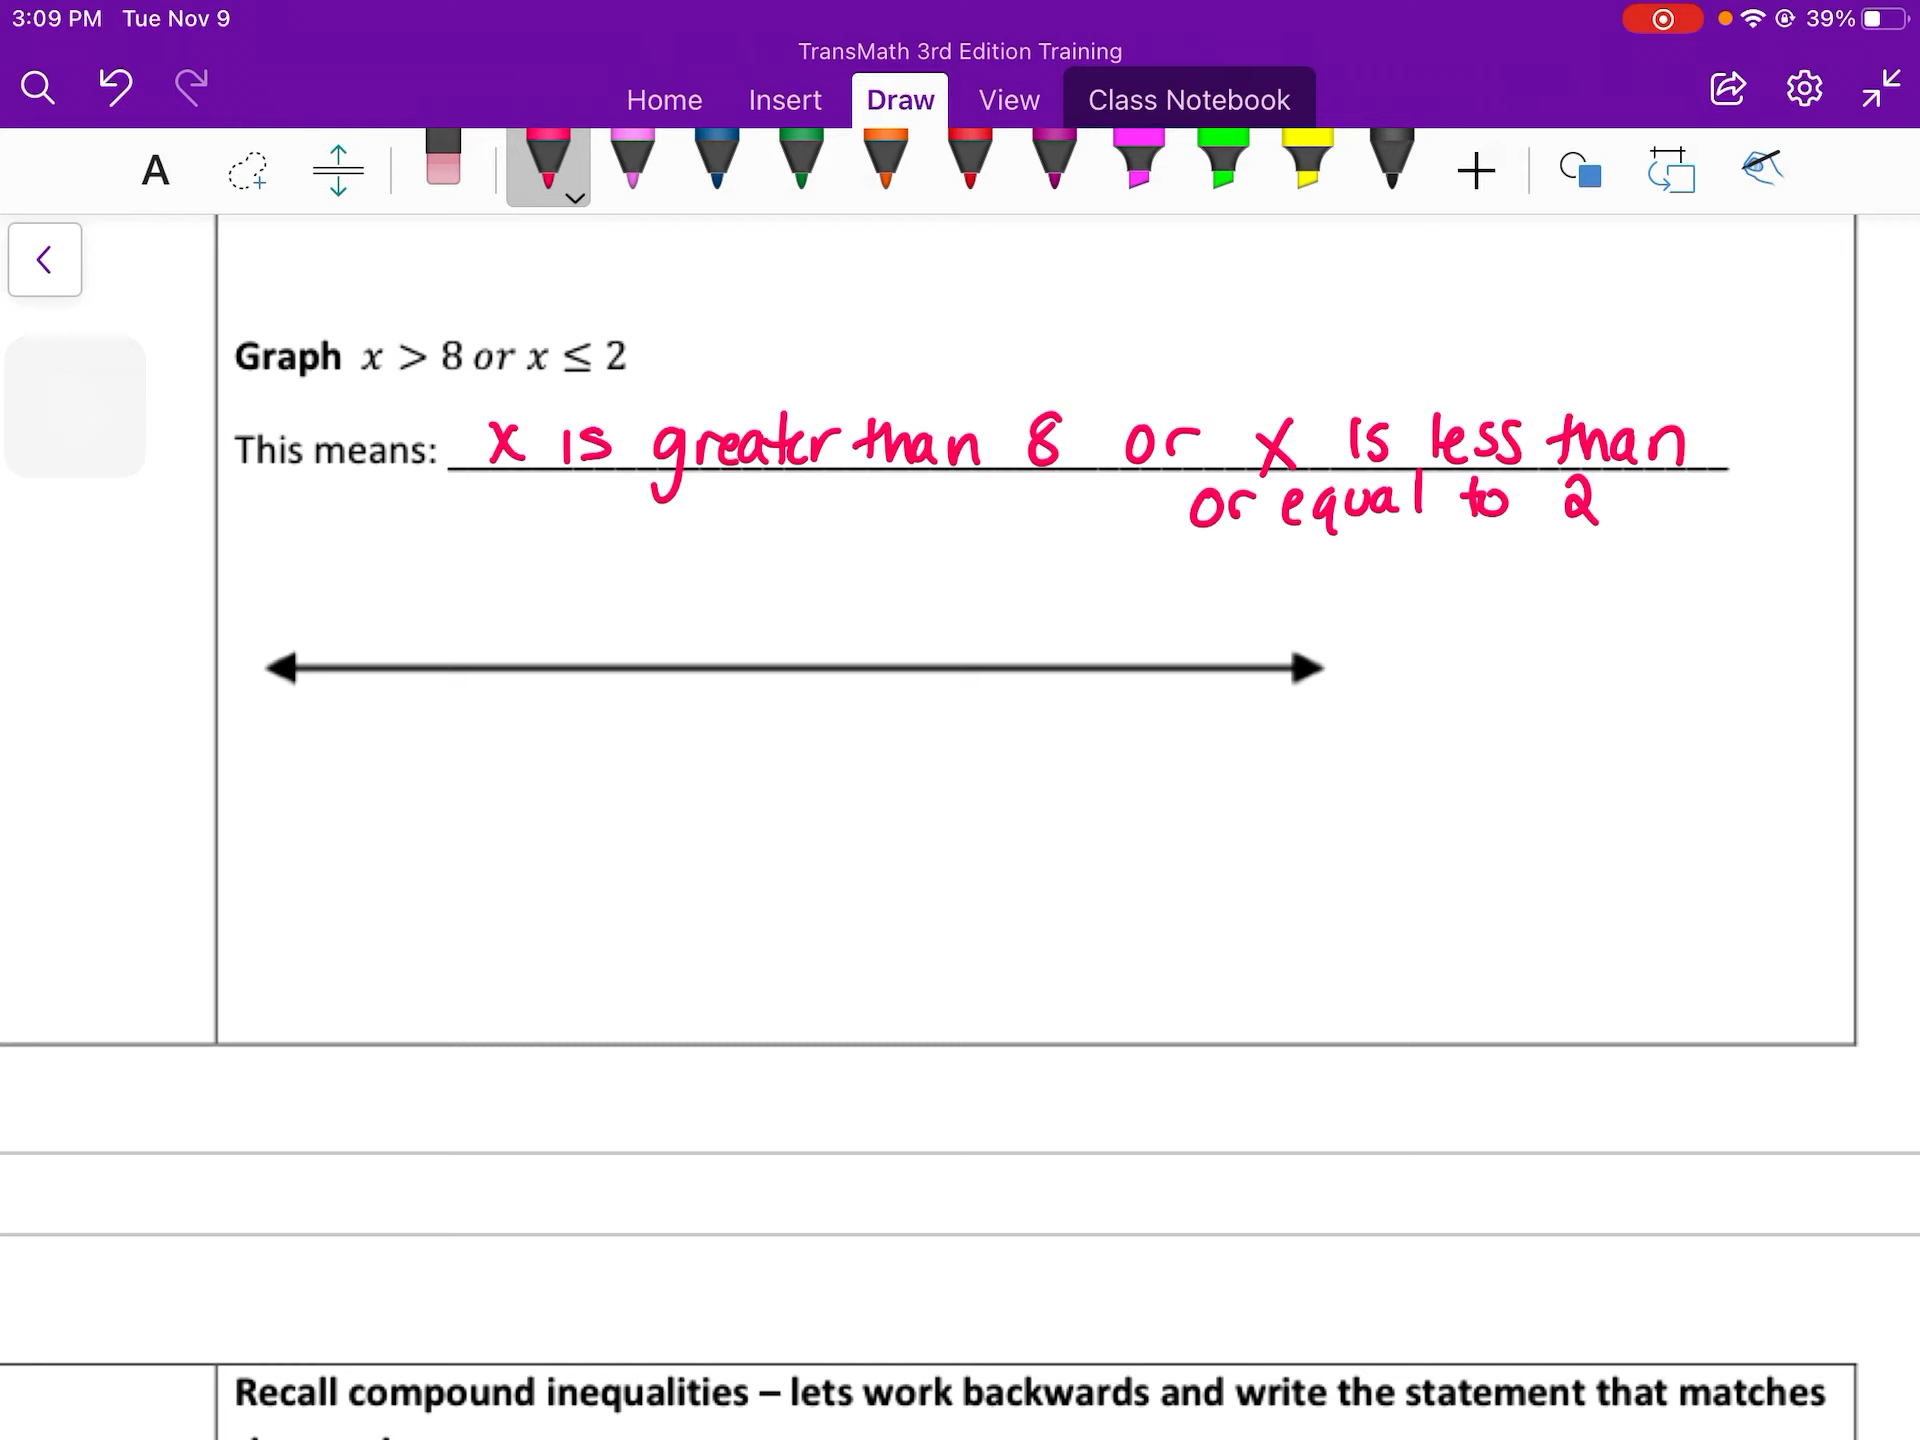 3:09 PM Tue Nov 9
39%
TransMath 3rd Edition Training
Home Insert Draw View Class Notebook
A
Graph x > 8 or x ≤ 2
This means: x is greater than 8 or x is less than
or equal to 2
Recall compound inequalities – lets work backwards and write the statement that matches